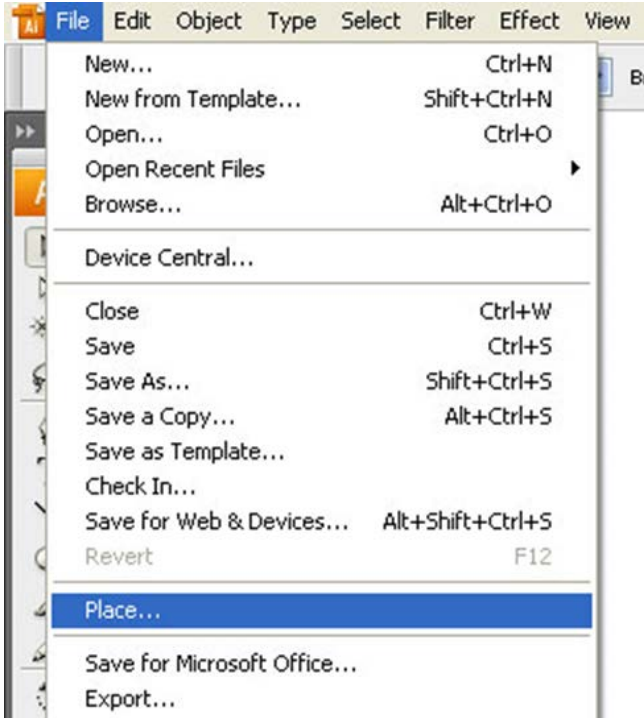 Ai File Edit Object Type Select Filter Effect View
New... Ctrl+N
New from Template... Shift+Ctrl+N
Open... Ctrl+O
Open Recent Files
Browse... Alt+Ctrl+O
Device Central...
Close Ctrl+W
Save Ctrl+S
Save As... Shift+Ctrl+S
Save a Copy... Alt+Ctrl+S
Save as Template...
Check In...
Save for Web & Devices... Alt+Shift+Ctrl+S
Revert F12
Place...
Save for Microsoft Office...
Export...